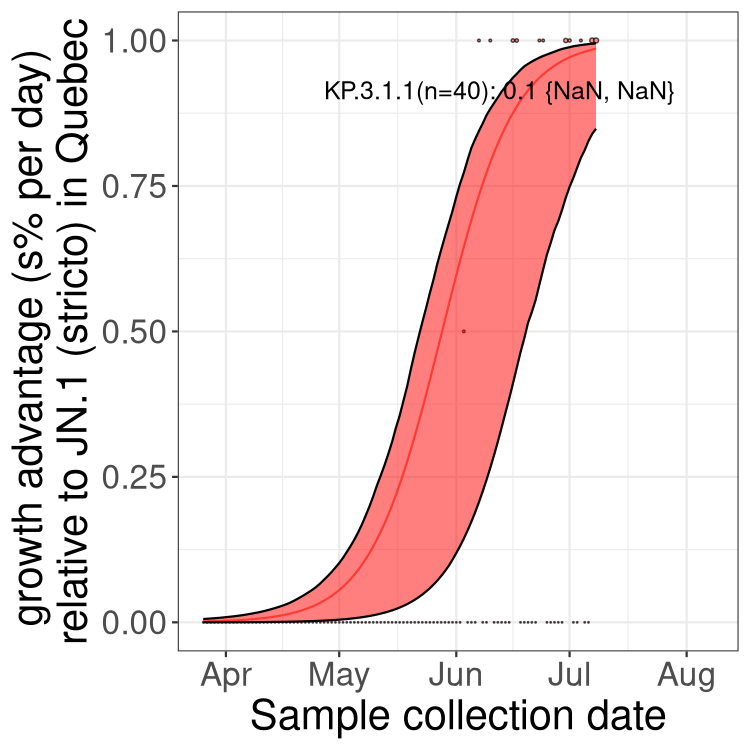 growth advantage (s% per day)
relative to JN.1 (stricto) in Quebec
1.00
0.75
0.50
0.25
0.00
KP.3.1.1(n=40): 0.1 {NaN, NaN}
Apr May Jun Jul Aug
Sample collection date